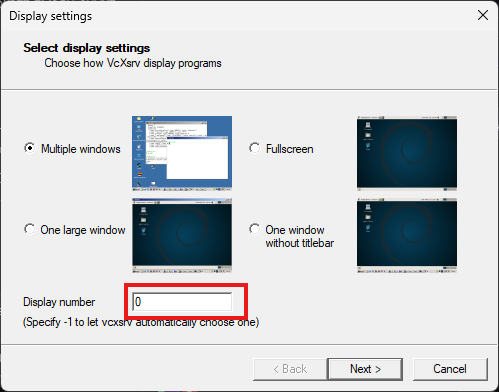 Display settings
Select display settings
Choose how VcXsrv display programs
Multiple windows
Fullscreen
One large window
One window
without titlebar
Display number
0
(Specify -1 to let vcxsrv automatically choose one)
< Back
Next >
Cancel